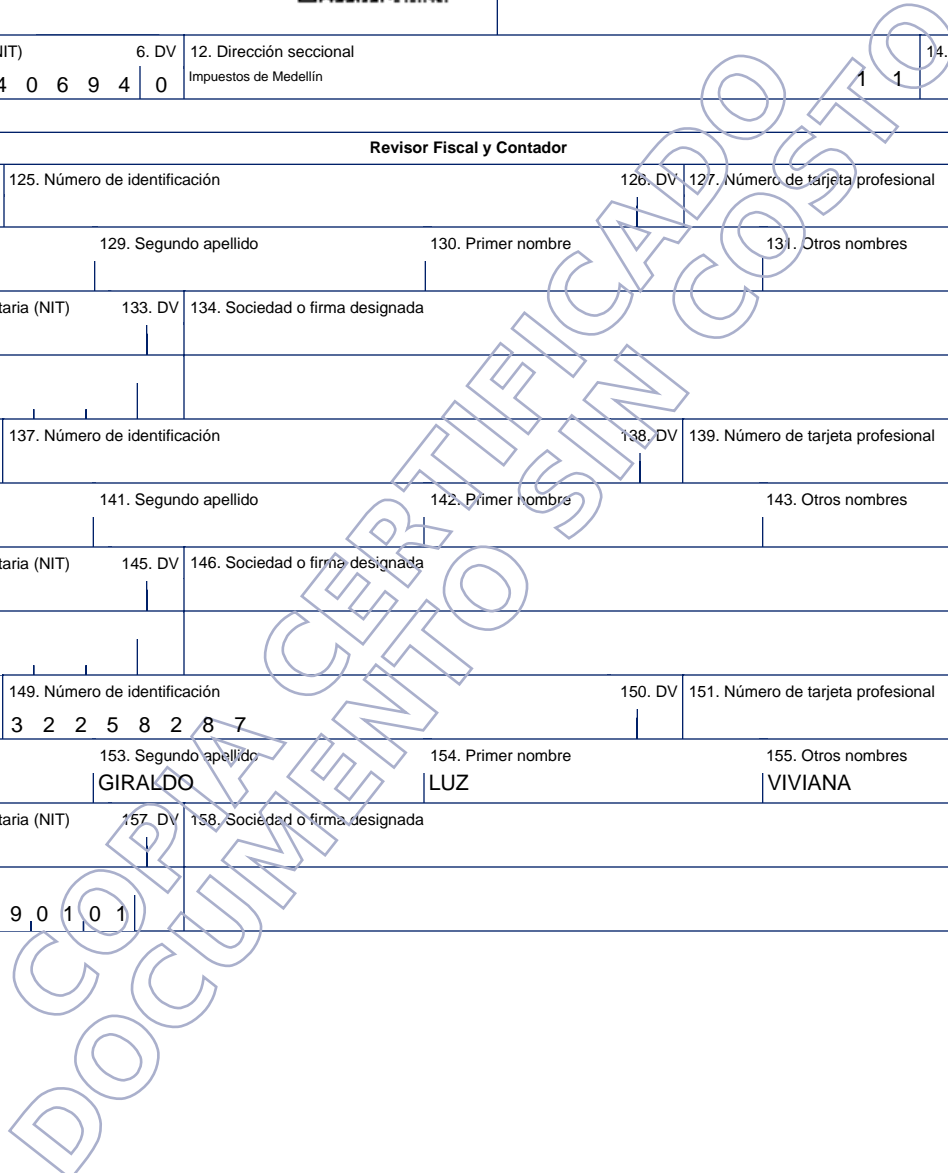 NIT) 6. DV 12. Dirección seccional 14.
4 0 6 9 4 0 Impuestos de Medellín 1 1
Revisor Fiscal y Contador
125. Número de identificación 126. DV 127. Número de tarjeta profesional
129. Segundo apellido 130. Primer nombre 131. Otros nombres
taria (NIT) 133. DV 134. Sociedad o firma designada
137. Número de identificación 138. DV 139. Número de tarjeta profesional
141. Segundo apellido 142. Primer nombre 143. Otros nombres
taria (NIT) 145. DV 146. Sociedad o firma designada
149. Número de identificación 150. DV 151. Número de tarjeta profesional
3 2 2 5 8 2 8 7
153. Segundo apellido 154. Primer nombre 155. Otros nombres
GIRALDO LUZ VIVIANA
taria (NIT) 157. DV 158. Sociedad o firma designada
9 0 1 0 1
COPIA CERTIFICADO
DOCUMENTO SIN COSTO